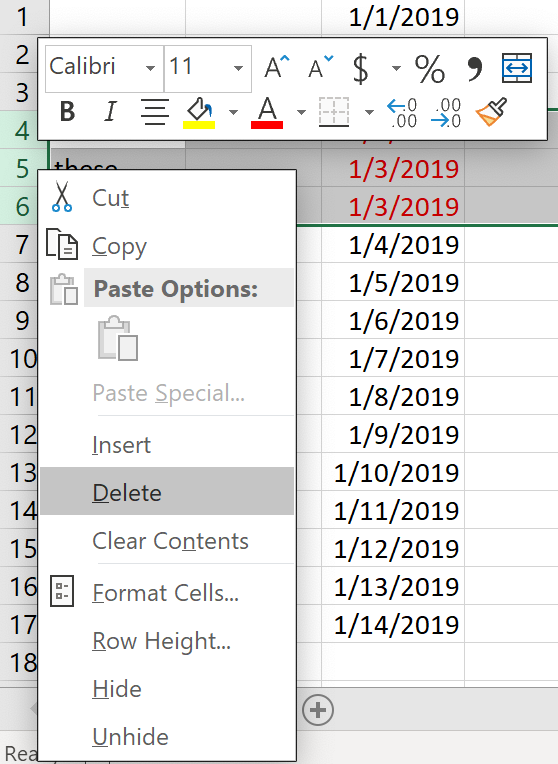 1 1/1/2019
2
Calibri 11 A A $ % ,
3
B I A .00 .00
4
5 these 1/3/2019
6 1/3/2019
Cut
7 1/4/2019
Copy
8 1/5/2019
Paste Options:
9 1/6/2019
10 1/7/2019
11 1/8/2019
Paste Special...
12 1/9/2019
Insert
13 1/10/2019
Delete
14 1/11/2019
15 1/12/2019
Clear Contents
16 1/13/2019
Format Cells...
17 1/14/2019
Row Height...
18
Hide
Unhide